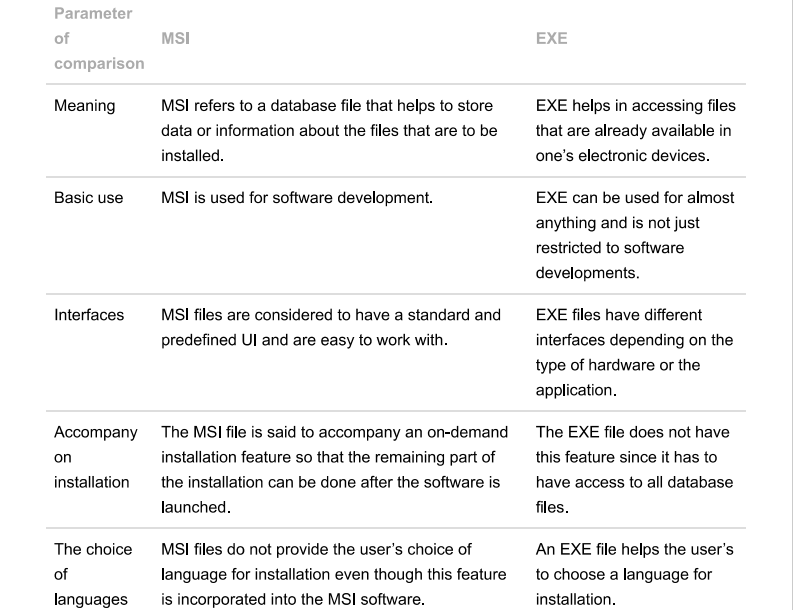 Parameter
of
comparison
MSI
EXE
Meaning
MSI refers to a database file that helps to store
data or information about the files that are to be
installed.
EXE helps in accessing files
that are already available in
one's electronic devices.
Basic use
MSI is used for software development.
EXE can be used for almost
anything and is not just
restricted to software
developments.
Interfaces
MSI files are considered to have a standard and
predefined UI and are easy to work with.
EXE files have different
interfaces depending on the
type of hardware or the
application.
Accompany
on
installation
The MSI file is said to accompany an on-demand
installation feature so that the remaining part of
the installation can be done after the software is
launched.
The EXE file does not have
this feature since it has to
have access to all database
files.
The choice
of
languages
MSI files do not provide the user's choice of
language for installation even though this feature
is incorporated into the MSI software.
An EXE file helps the user's
to choose a language for
installation.